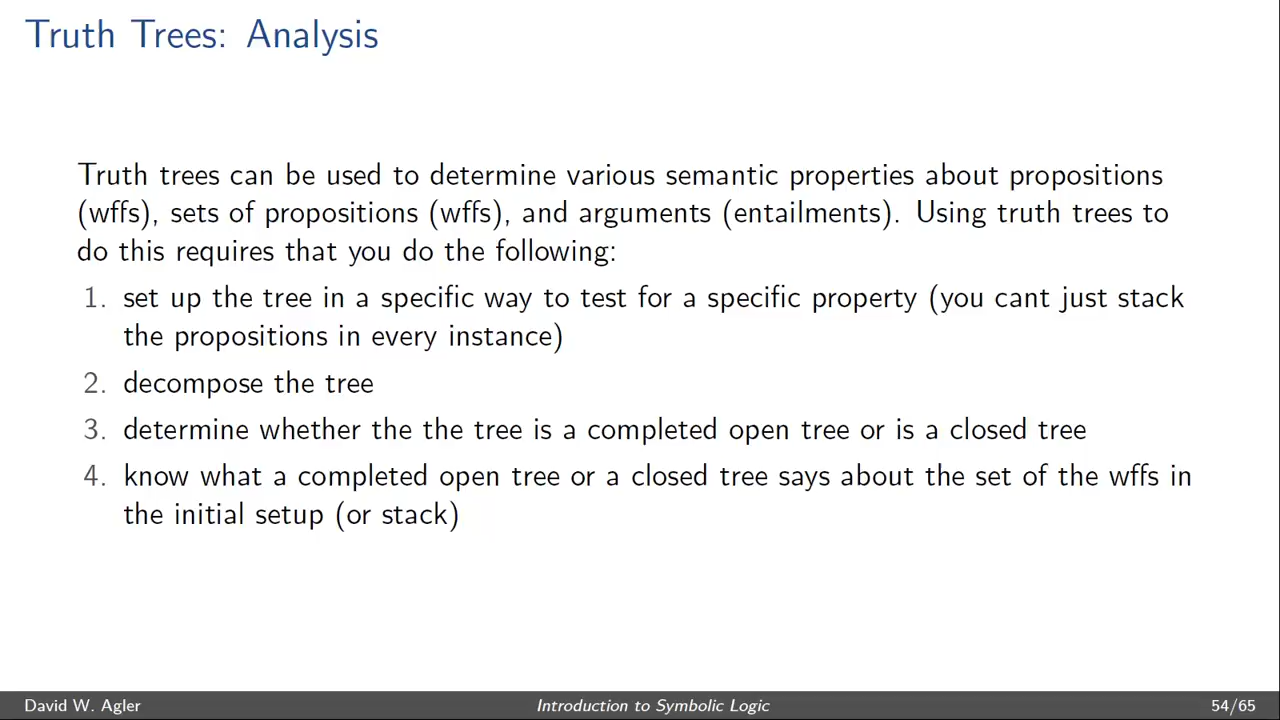 Truth Trees: Analysis
Truth trees can be used to determine various semantic properties about propositions
(wffs), sets of propositions (wffs), and arguments (entailments). Using truth trees to
do this requires that you do the following:
1. set up the tree in a specific way to test for a specific property (you cant just stack
the propositions in every instance)
2. decompose the tree
3. determine whether the the tree is a completed open tree or is a closed tree
4. know what a completed open tree or a closed tree says about the set of the wffs in
the initial setup (or stack)
David W. Agler
Introduction to Symbolic Logic
54/65